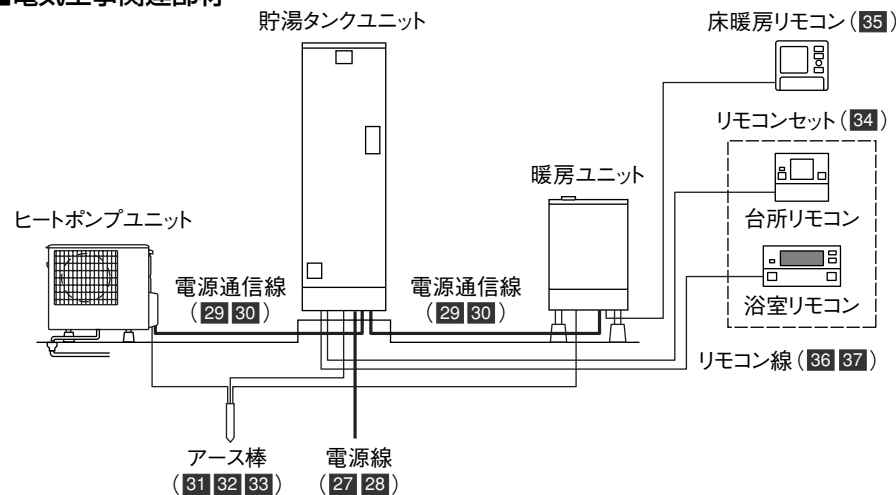 ■電気工事関連部材
貯湯タンクユニット
床暖房リモコン（35）
リモコンセット（34）
暖房ユニット
台所リモコン
ヒートポンプユニット
電源通信線
（29 30）
電源通信線
（29 30）
浴室リモコン
リモコン線（36 37）
アース棒
（31 32 33）
電源線
（27 28）